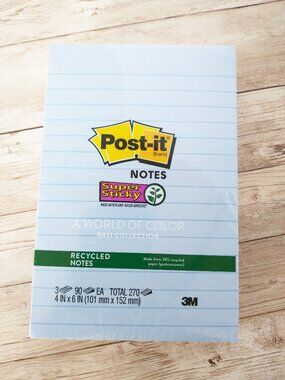 Post-it
Brand
NOTES
Super
Sticky
MADE WITH PLANT-BASED ADHESIVE*
A WORLD OF COLOR
BALI COLLECTION
RECYCLED
NOTES
Made from 30% recycled
paper (postconsumer)
3 90 EA TOTAL 270
4 IN x 6 IN (101 mm x 152 mm)
3M